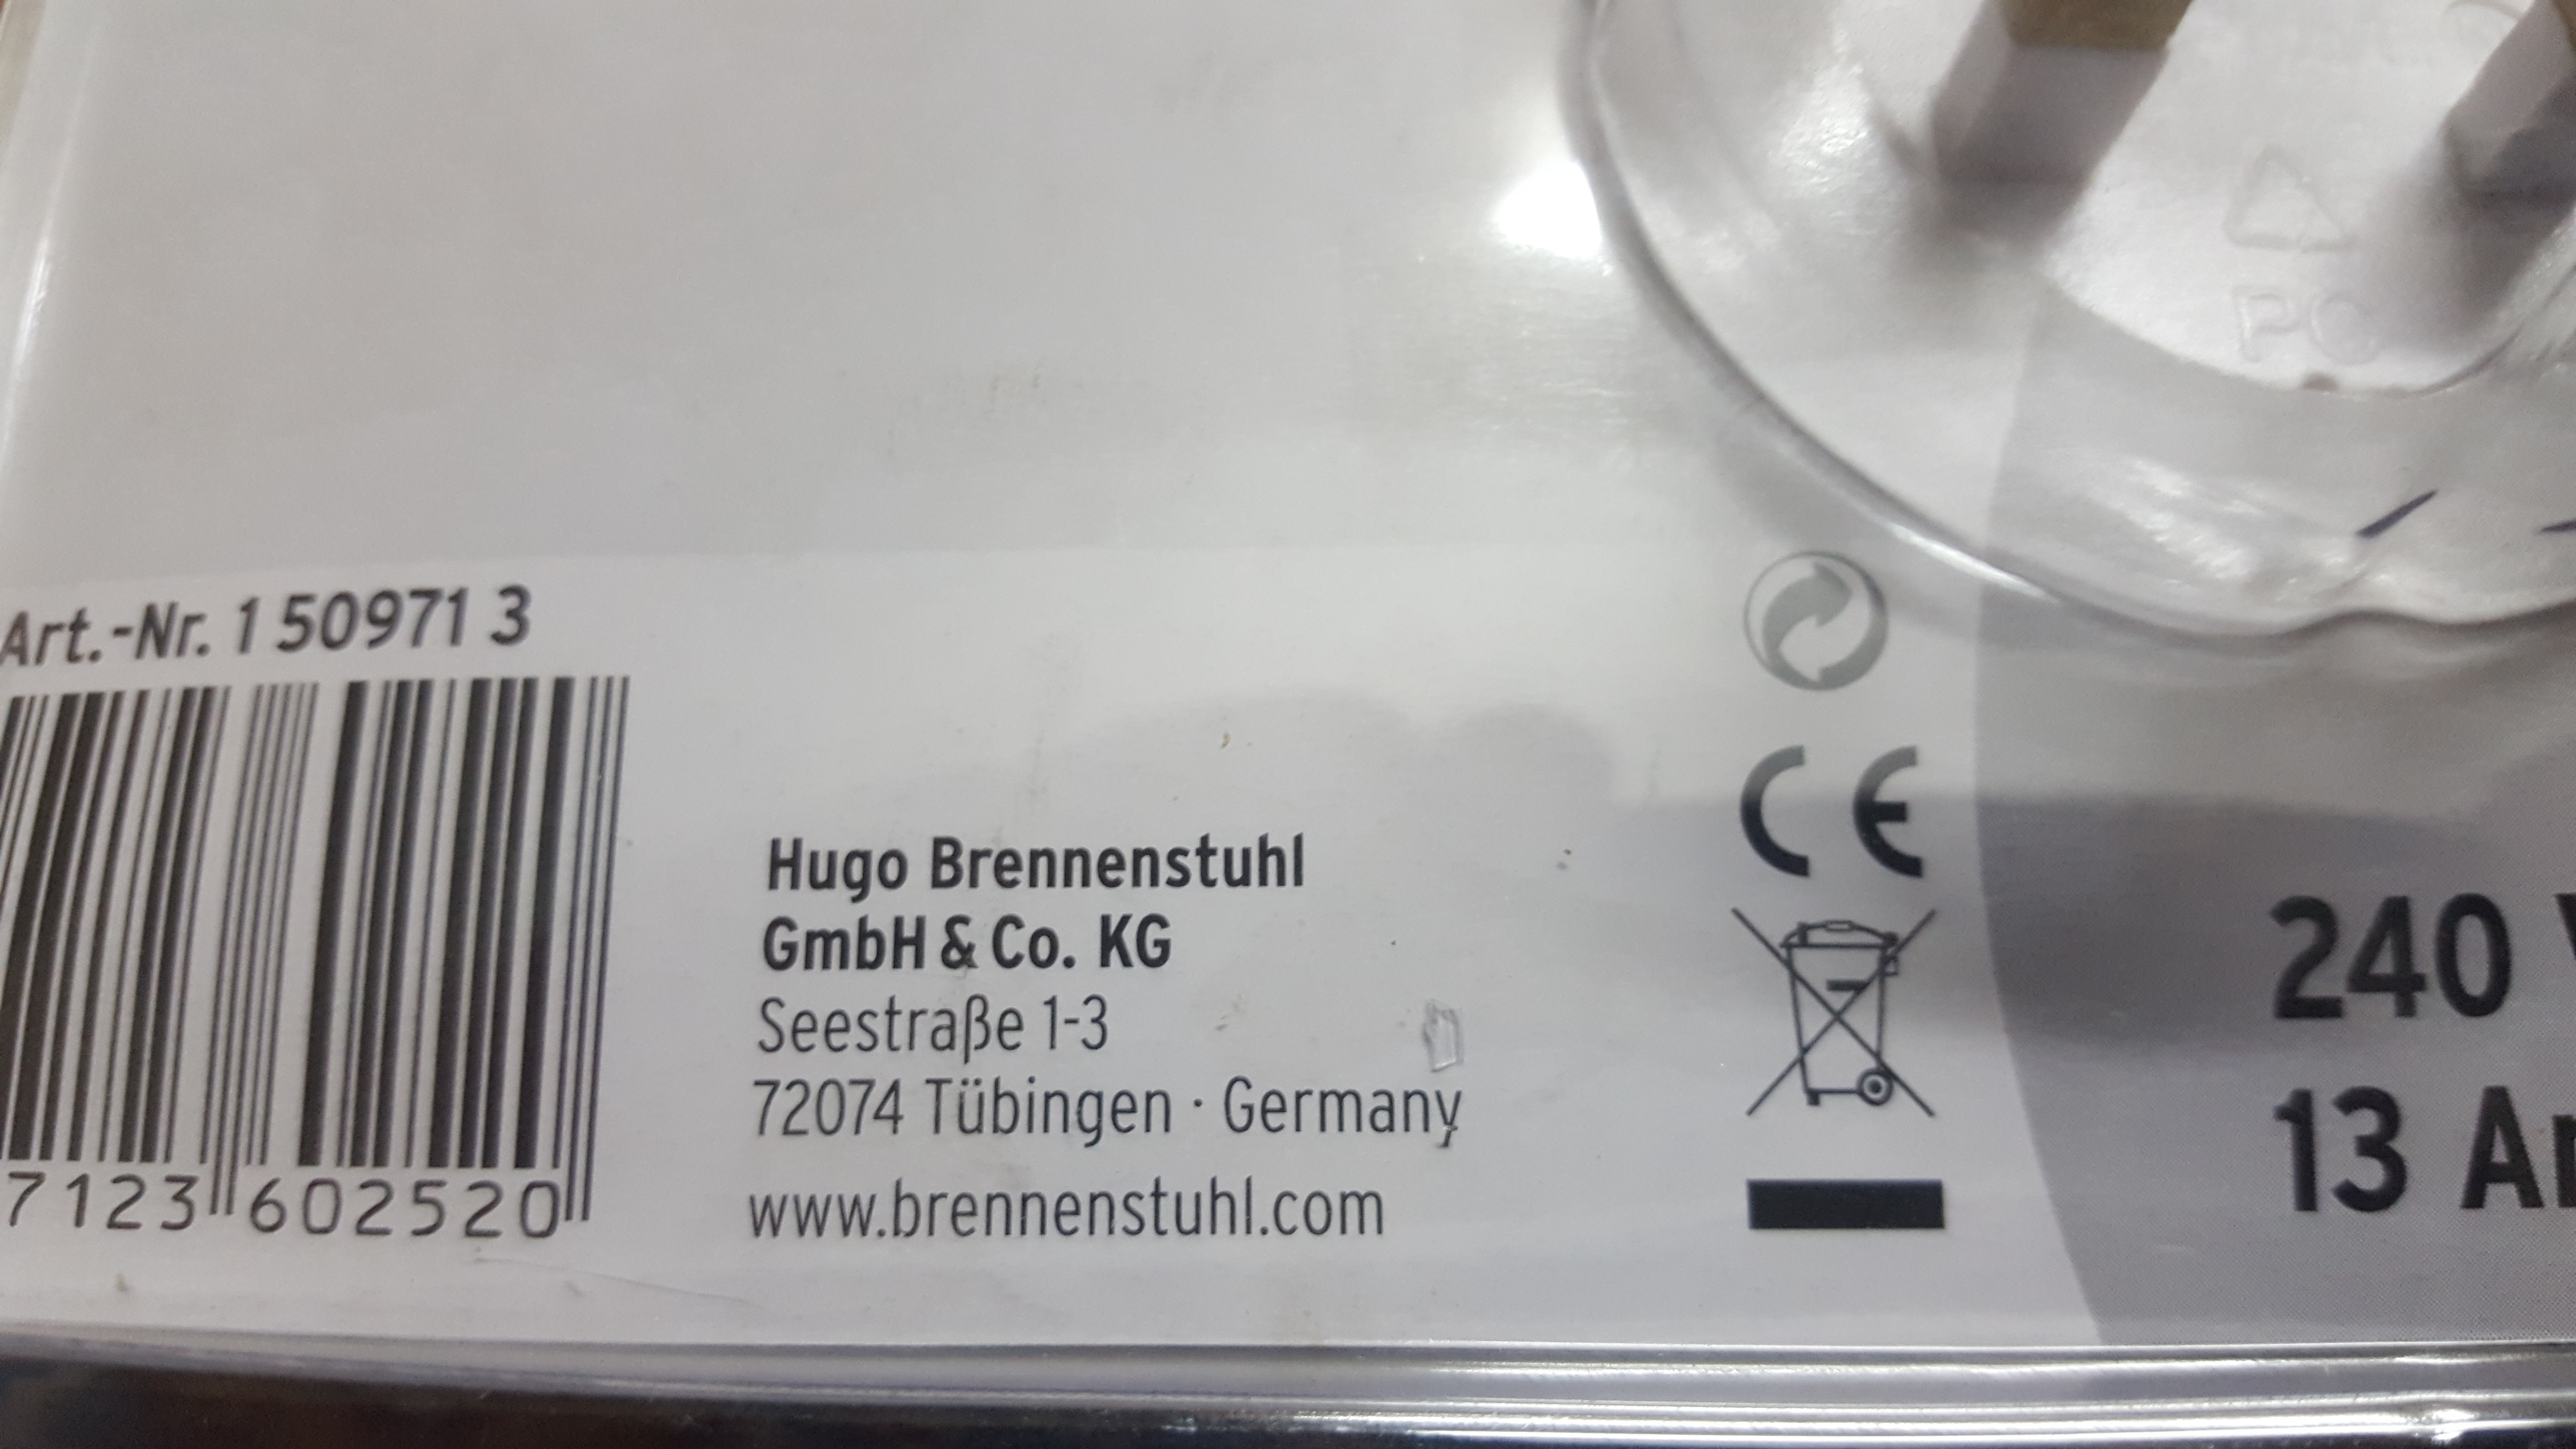 PC
Art.-Nr. 1 50971 3
7123 602520
Hugo Brennenstuhl
GmbH & Co. KG
Seestraße 1-3
72074 Tübingen · Germany
www.brennenstuhl.com
CE
240
13